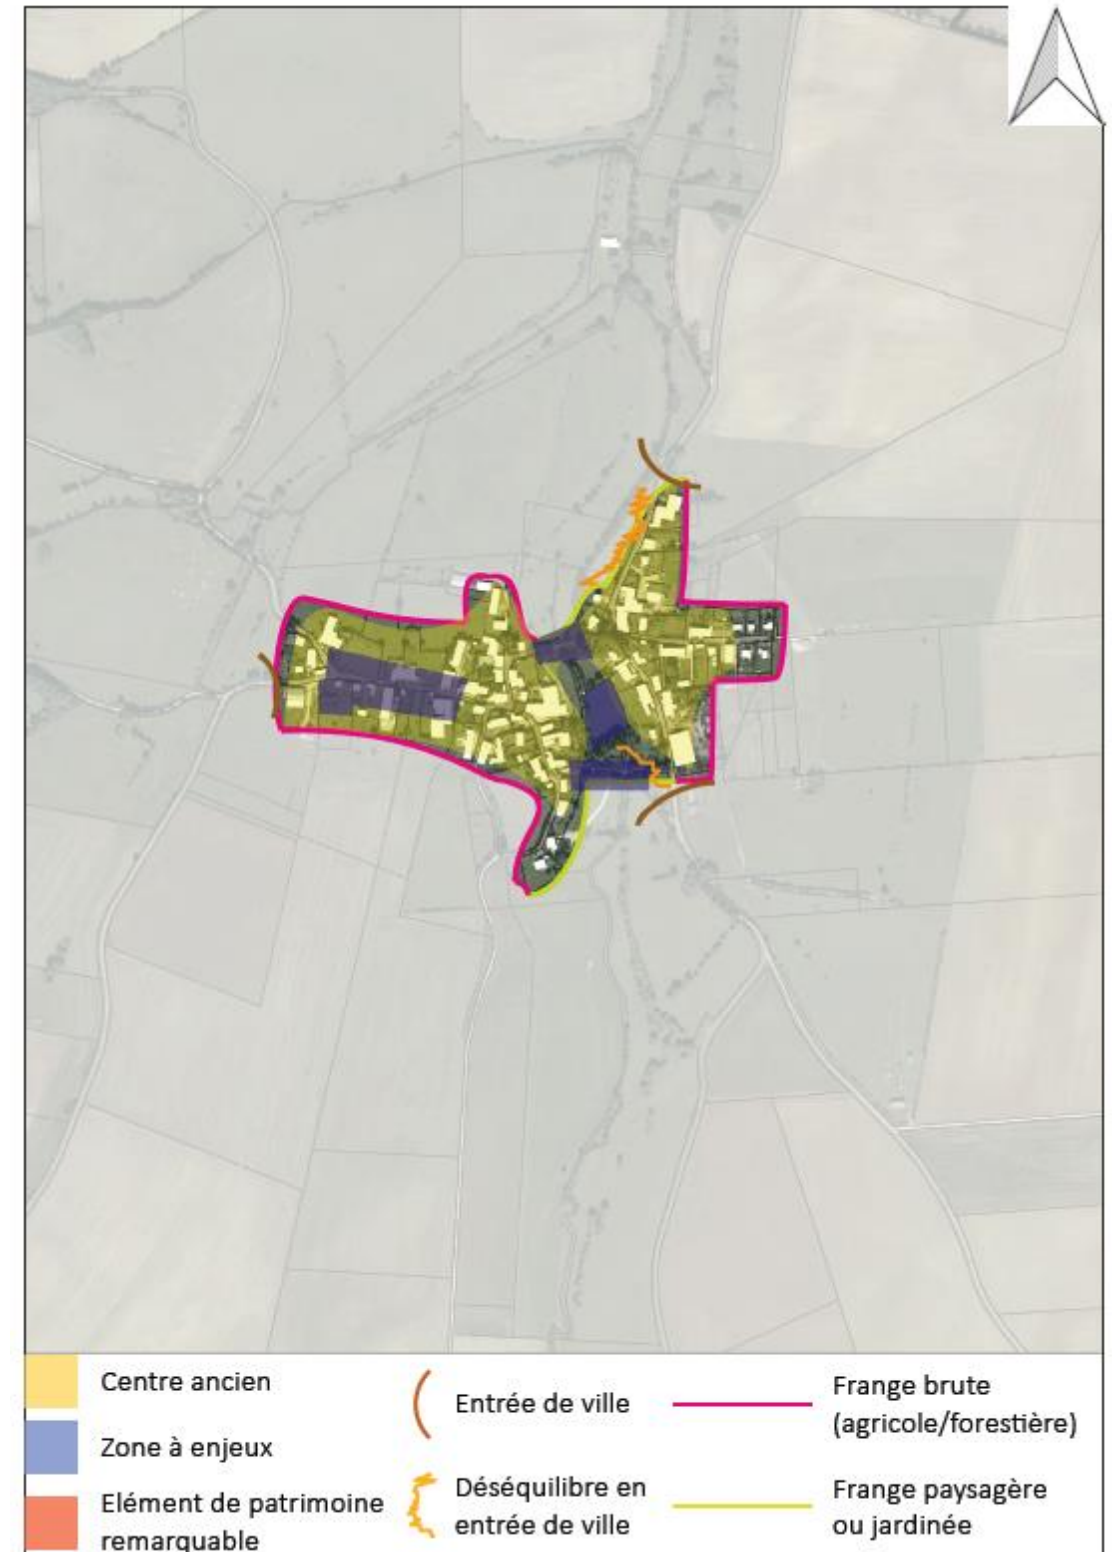 Centre ancien
Zone à enjeux
Elément de patrimoine
remarquable
Entrée de ville
Déséquilibre en
entrée de ville
Frange brute
(agricole/forestière)
Frange paysagère
ou jardinée